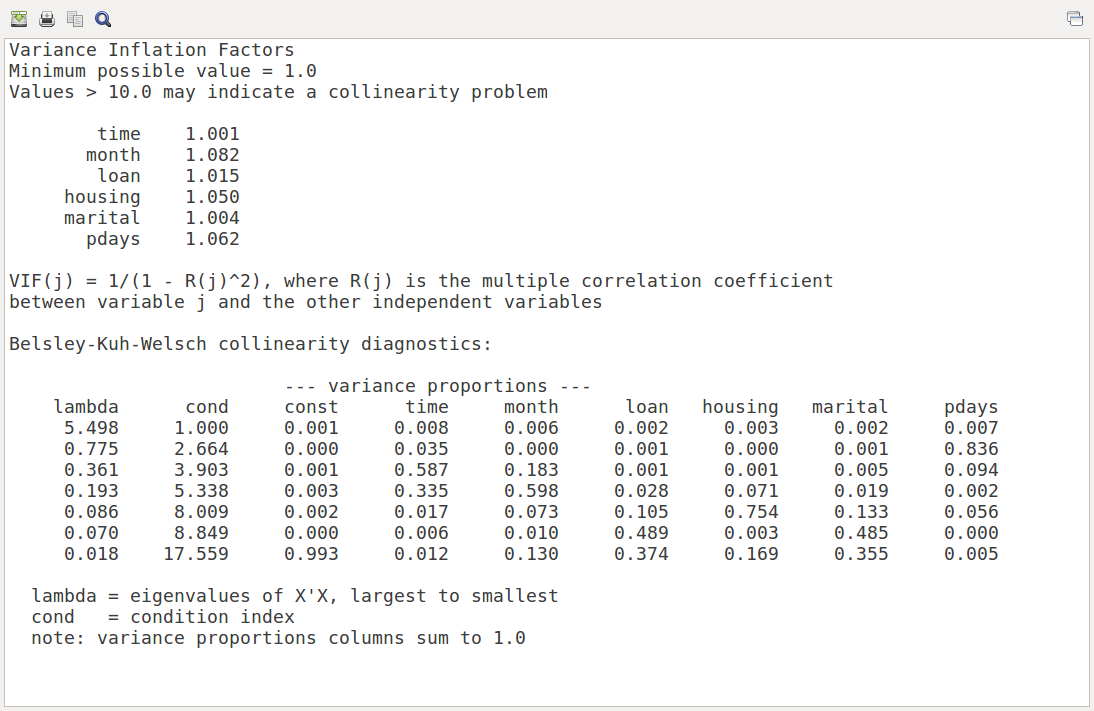 Variance Inflation Factors
Minimum possible value = 1.0
Values > 10.0 may indicate a collinearity problem
time    1.001
month    1.082
loan    1.015
housing    1.050
marital    1.004
pdays    1.062
VIF(j) = 1/(1 - R(j)^2), where R(j) is the multiple correlation coefficient
between variable j and the other independent variables
Belsley-Kuh-Welsch collinearity diagnostics:
--- variance proportions ---
lambda      cond     const      time     month      loan   housing   marital     pdays
5.498     1.000     0.001     0.008     0.006     0.002     0.003     0.002     0.007
0.775     2.664     0.000     0.035     0.000     0.001     0.000     0.001     0.836
0.361     3.903     0.001     0.587     0.183     0.001     0.001     0.005     0.094
0.193     5.338     0.003     0.335     0.598     0.028     0.071     0.019     0.002
0.086     8.009     0.002     0.017     0.073     0.105     0.754     0.133     0.056
0.070     8.849     0.000     0.006     0.010     0.489     0.003     0.485     0.000
0.018    17.559     0.993     0.012     0.130     0.374     0.169     0.355     0.005
lambda = eigenvalues of X'X, largest to smallest
cond   = condition index
note: variance proportions columns sum to 1.0